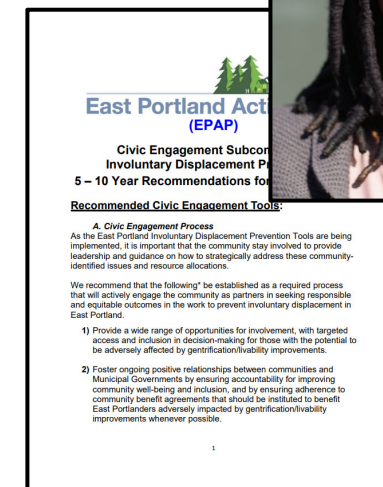 East Portland Acti
(EPAP)
Civic Engagement Subcor
Involuntary Displacement P
5 – 10 Year Recommendations for
Recommended Civic Engagement Tools:
A. Civic Engagement Process
As the East Portland Involuntary Displacement Prevention Tools are being
implemented, it is important that the community stay involved to provide
leadership and guidance on how to strategically address these community-
identified issues and resource allocations.
We recommend that the following* be established as a required process
that will actively engage the community as partners in seeking responsible
and equitable outcomes in the work to prevent involuntary displacement in
East Portland.
1) Provide a wide range of opportunities for involvement, with targeted
access and inclusion in decision-making for those with the potential to
be adversely affected by gentrification/livability improvements.
2) Foster ongoing positive relationships between communities and
Municipal Governments by ensuring accountability for improving
community well-being and inclusion, and by ensuring adherence to
community benefit agreements that should be instituted to benefit
East Portlanders adversely impacted by gentrification/livability
improvements whenever possible.
1